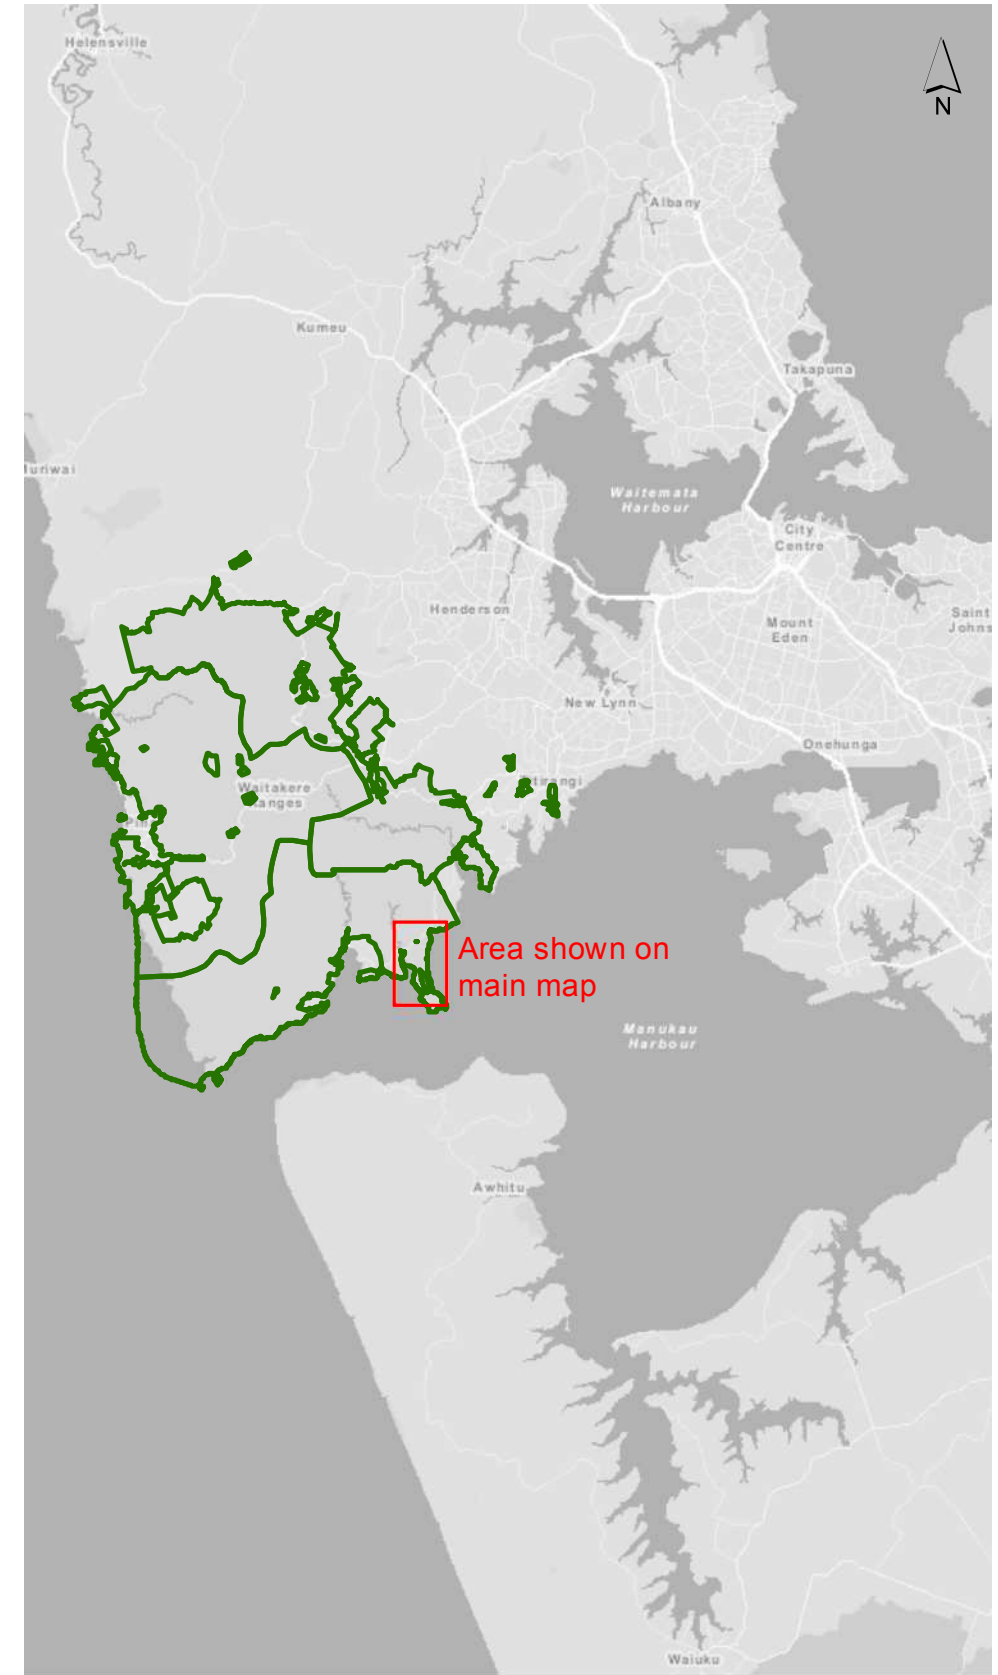 Helensville
N
Albany
Kumeu
Takapuna
Muriwai
Waitemata
Harbour
City
Centre
Henderson
Saint
Johns
Mount
Eden
New Lynn
Onehunga
Waitakere
Area shown on
main map
Manukau
Harbour
Awhitu
Waiuku